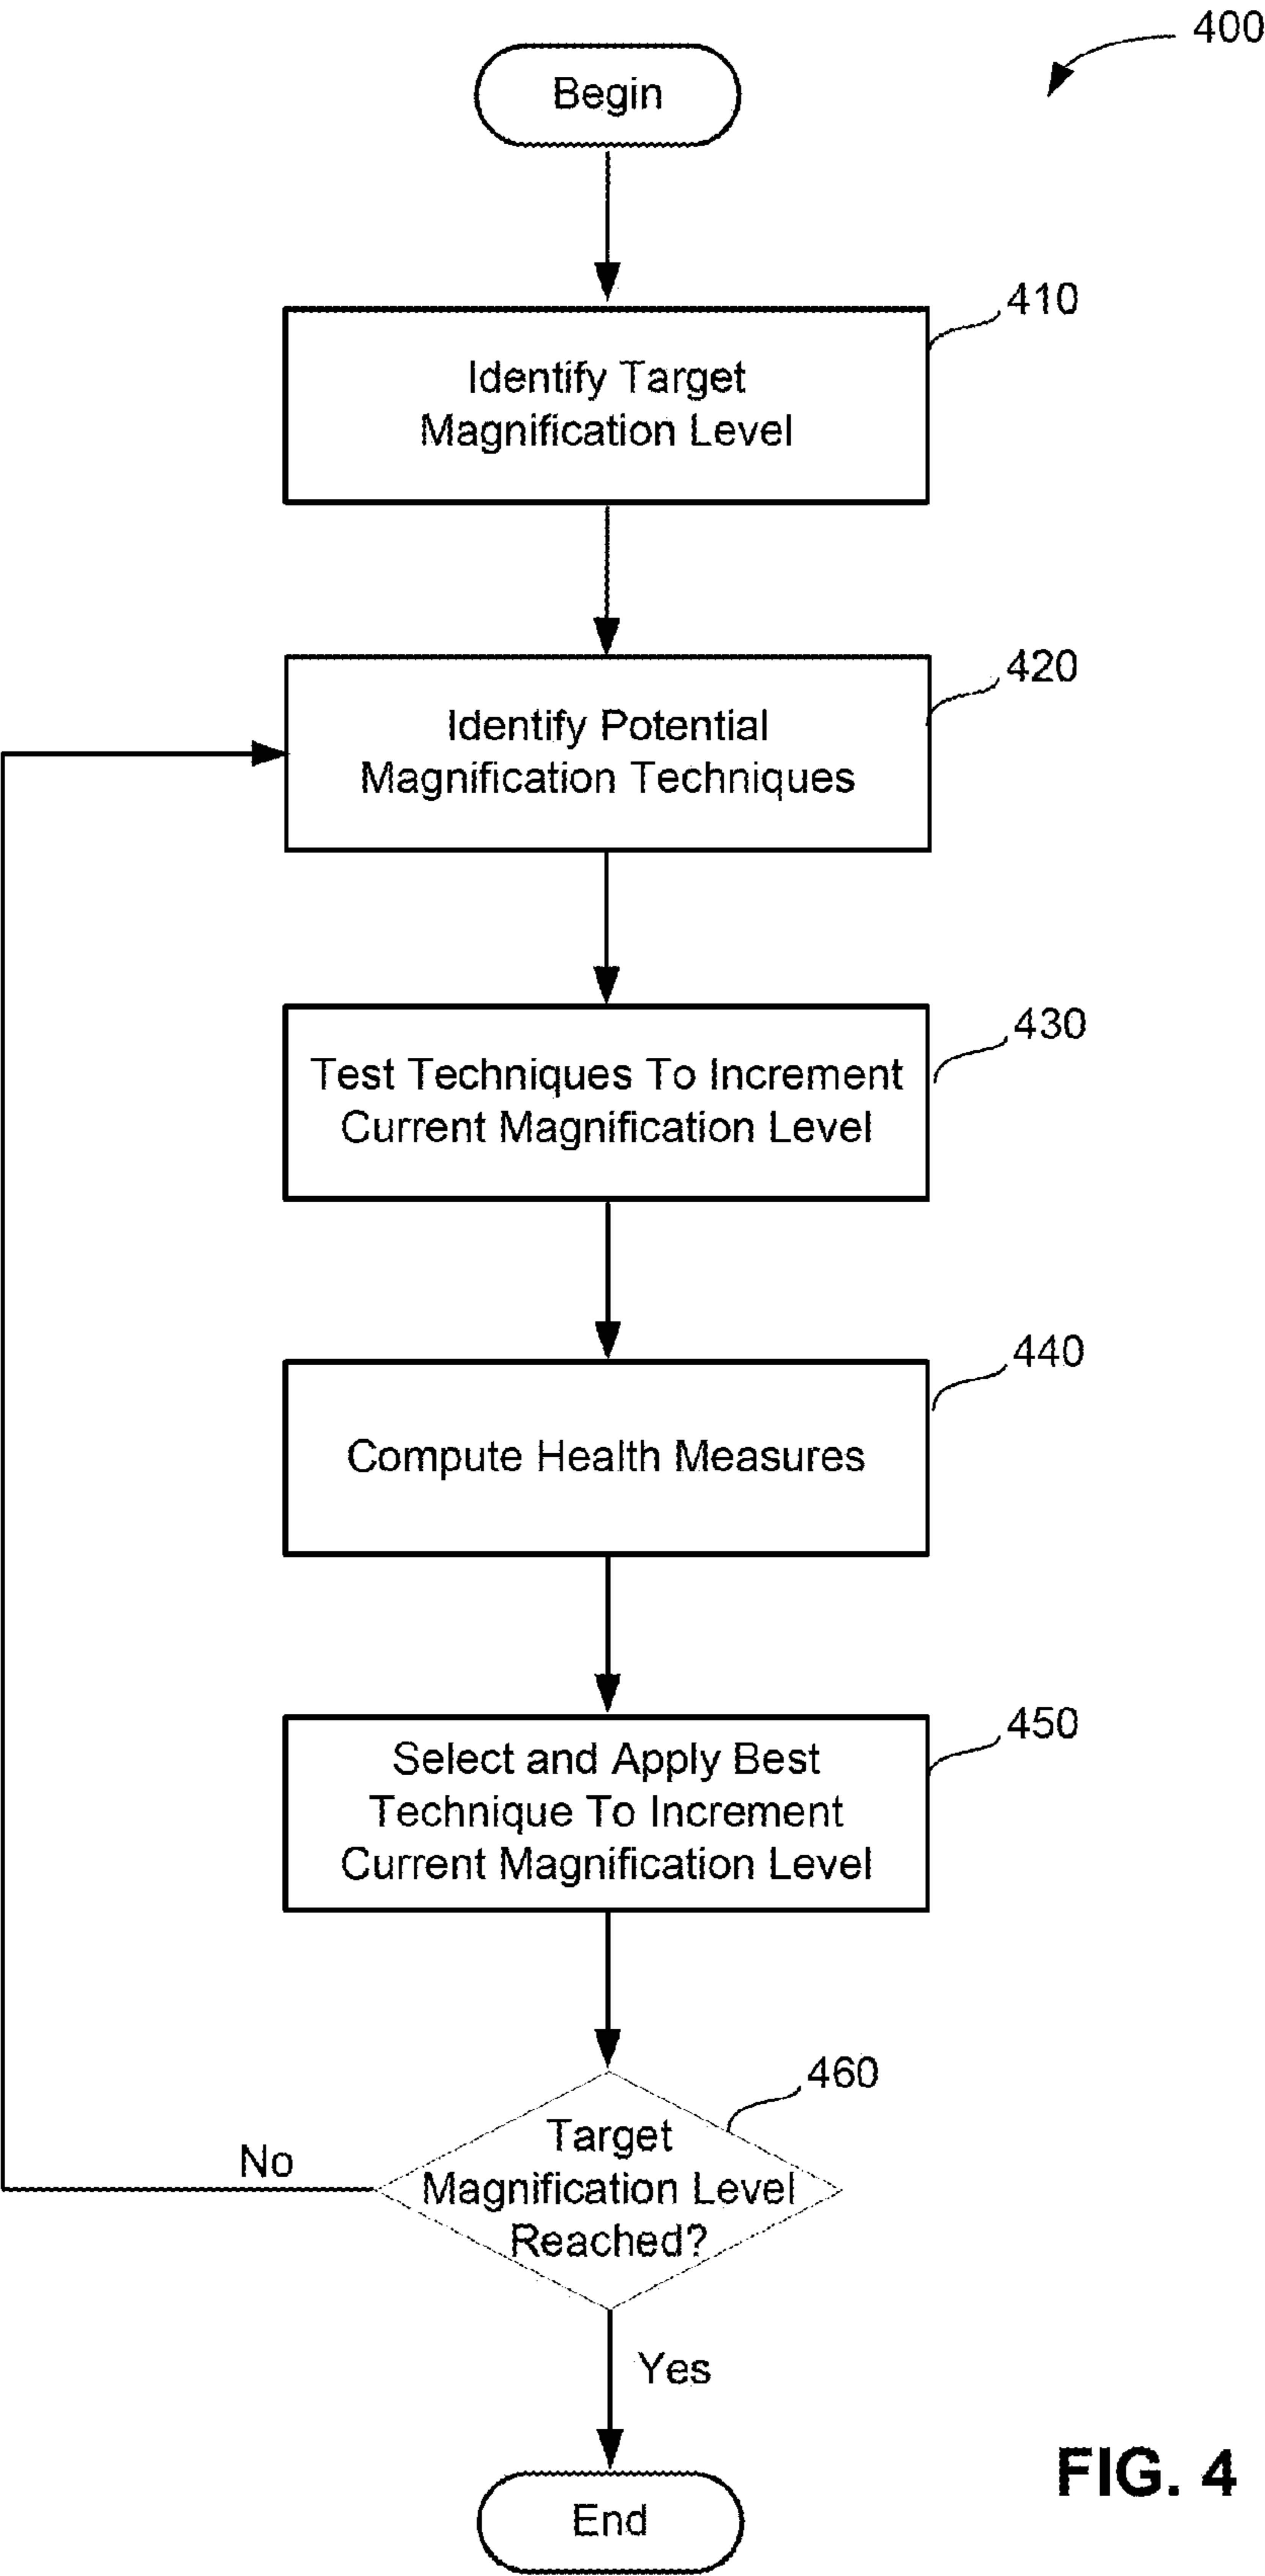 400
Begin
410
Identify Target
Magnification Level
420
Identify Potential
Magnification Techniques
430
Test Techniques To Increment
Current Magnification Level
440
Compute Health Measures
450
Select and Apply Best
Technique To Increment
Current Magnification Level
460
Target
Magnification Level
Reached?
No
Yes
End
FIG. 4